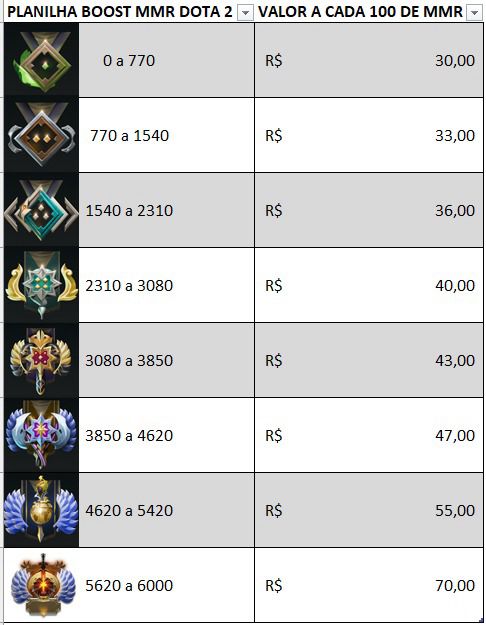 PLANILHA BOOST MMR DOTA 2 VALOR A CADA 100 DE MMR
0 a 770 R$ 30,00
770 a 1540 R$ 33,00
1540 a 2310 R$ 36,00
2310 a 3080 R$ 40,00
3080 a 3850 R$ 43,00
3850 a 4620 R$ 47,00
4620 a 5420 R$ 55,00
5620 a 6000 R$ 70,00